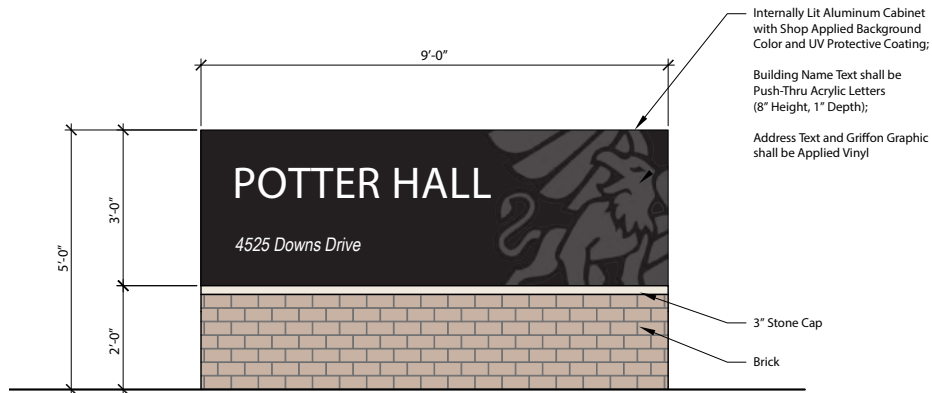 Internally Lit Aluminum Cabinet
with Shop Applied Background
Color and UV Protective Coating;
Building Name Text shall be
Push-Thru Acrylic Letters
(8" Height, 1" Depth);
Address Text and Griffon Graphic
shall be Applied Vinyl
9'-0"
5'-0"
3'-0"
2'-0"
POTTER HALL
4525 Downs Drive
3" Stone Cap
Brick